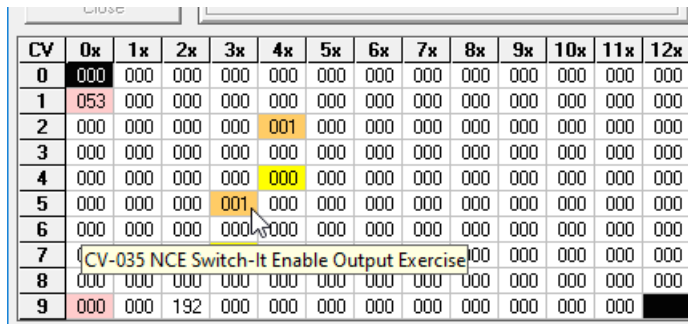 Close
CV 0x 1x 2x 3x 4x 5x 6x 7x 8x 9x 10x 11x 12x
0 000 000 000 000 000 000 000 000 000 000 000 000 000
1 053 000 000 000 000 000 000 000 000 000 000 000 000
2 000 000 000 000 001 000 000 000 000 000 000 000 000
3 000 000 000 000 000 000 000 000 000 000 000 000 000
4 000 000 000 000 000 000 000 000 000 000 000 000 000
5 000 000 000 001 000 000 000 000 000 000 000 000 000
6 000 000 000 000 000 000 000 000 000 000 000 000 000
7 000 000 000 000
CV-035 NCE Switch-It Enable Output Exercise
8 000 000 000 000 000 000 000 000 000 000 000 000 000
9 000 000 192 000 000 000 000 000 000 000 000 000